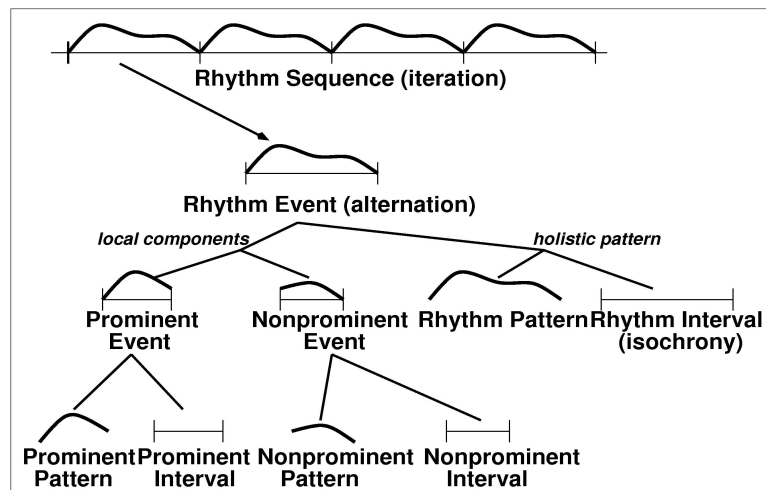 Rhythm Sequence (iteration)
Rhythm Event (alternation)
local components
holistic pattern
Prominent
Event
Nonprominent
Event
Rhythm Pattern
Rhythm Interval
(isochrony)
Prominent
Pattern
Prominent
Interval
Nonprominent
Pattern
Nonprominent
Interval